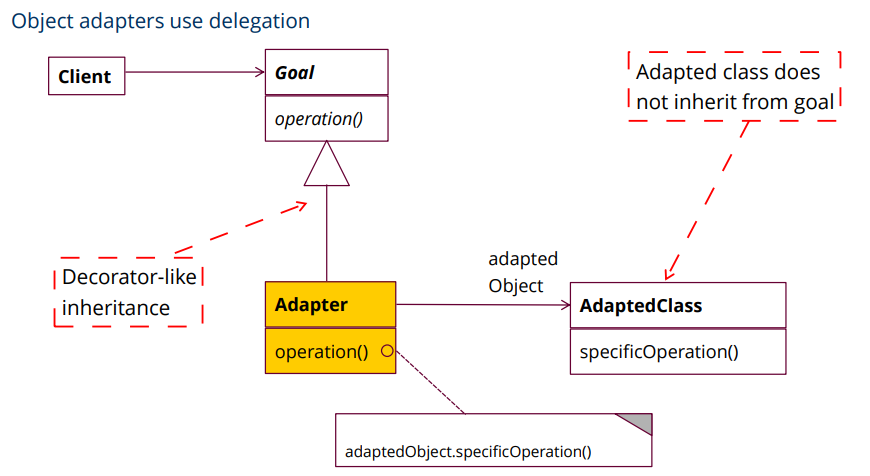 Object adapters use delegation
Client
Goal
operation()
Adapted class does
not inherit from goal
Decorator-like
inheritance
adapted
Object
Adapter
operation()
AdaptedClass
specificOperation()
adaptedObject.specificOperation()